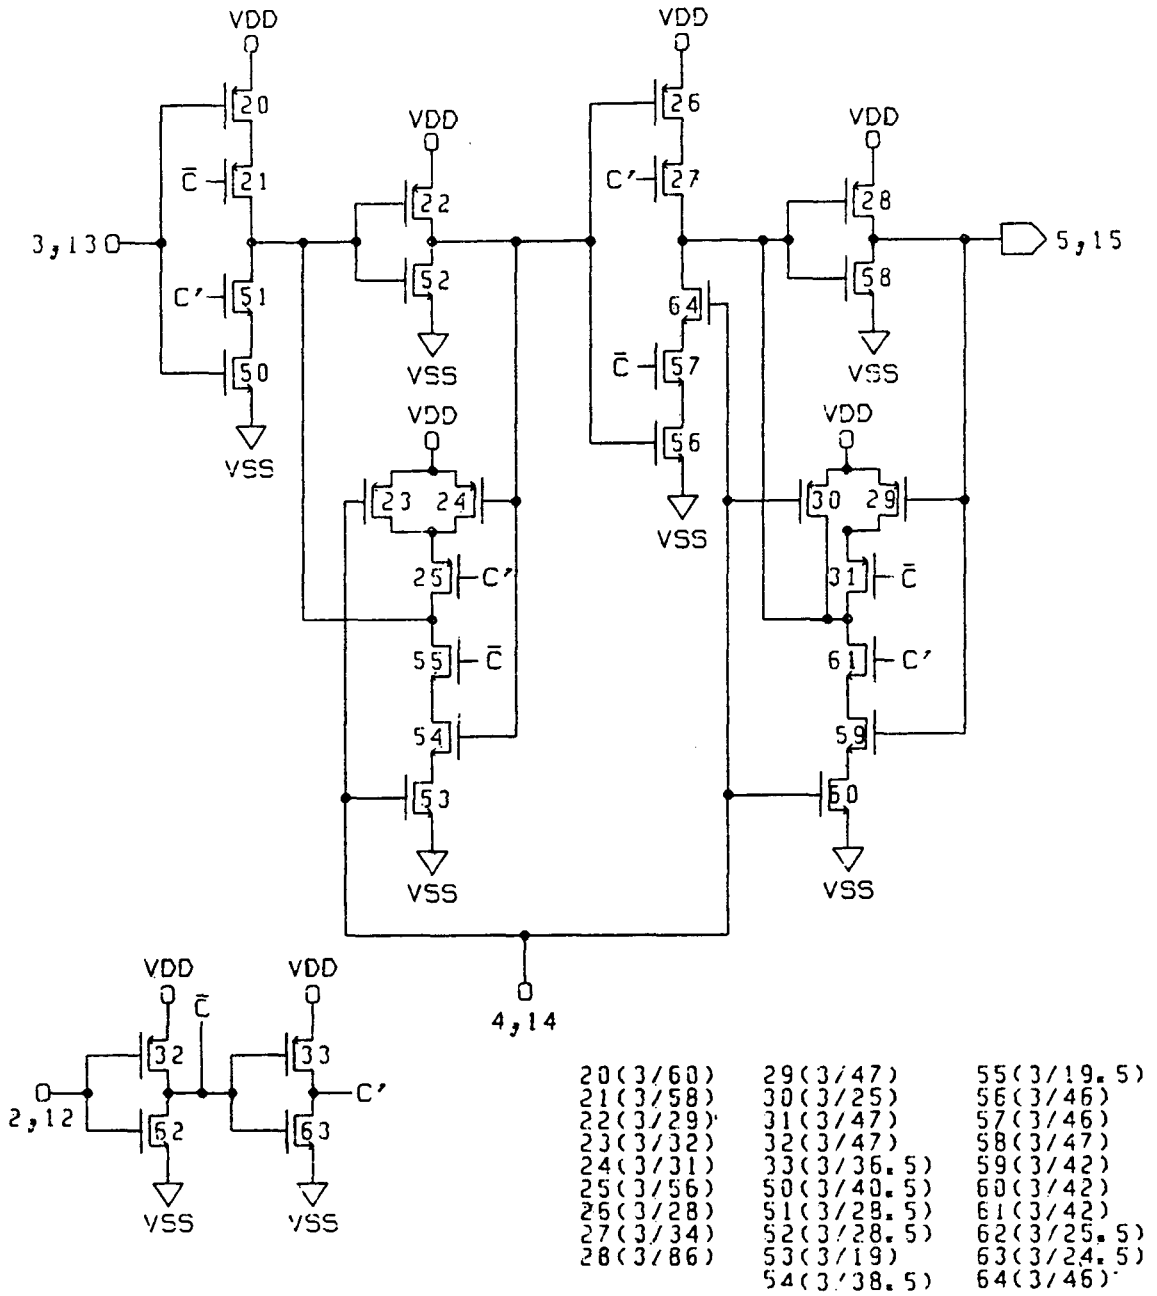 VDD
VDD
20
26
VDD
VDD
C̄
21
22
C'
27
28
3,13
5,15
C'
51
52
64
58
C̄
57
50
VSS
VSS
VDD
56
VDD
VSS
23
24
30
29
VSS
25
C'
31
C̄
55
C̄
61
C'
54
59
53
60
VSS
VSS
VDD
VDD
C̄
4,14
32
33
2,12
C'
62
63
VSS
VSS
20(3/60) 29(3/47) 55(3/19.5)
21(3/58) 30(3/25) 56(3/46)
22(3/29) 31(3/47) 57(3/46)
23(3/32) 32(3/47) 58(3/47)
24(3/31) 33(3/36.5) 59(3/42)
25(3/56) 50(3/40.5) 60(3/42)
26(3/28) 51(3/28.5) 61(3/42)
27(3/34) 52(3/28.5) 62(3/25.5)
28(3/86) 53(3/19) 63(3/24.5)
54(3/38.5) 64(3/46)